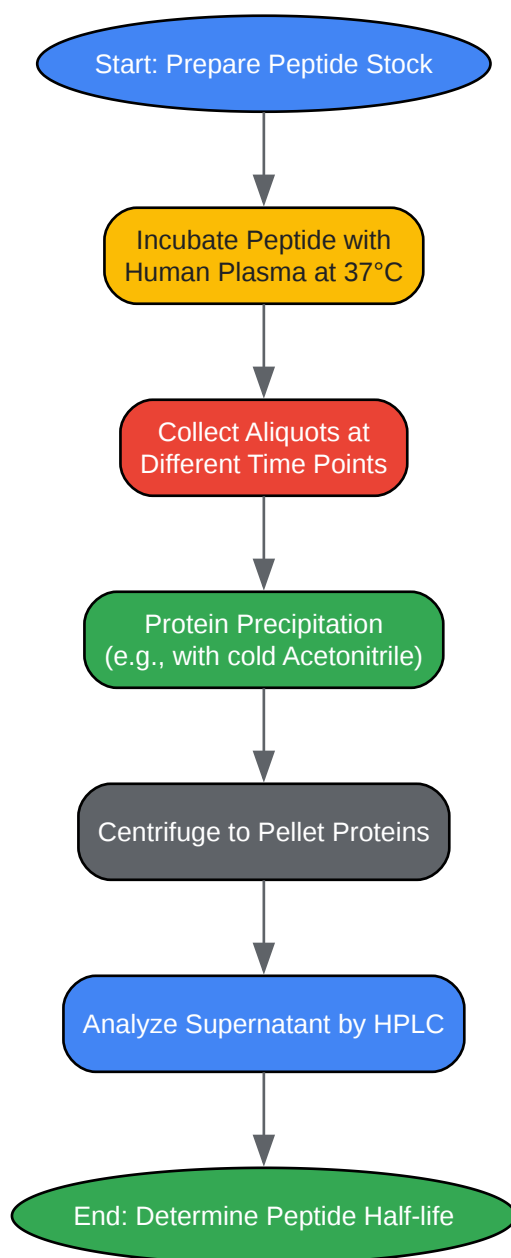 Start: Prepare Peptide Stock
Incubate Peptide with
Human Plasma at 37°C
Collect Aliquots at
Different Time Points
Protein Precipitation
(e.g., with cold Acetonitrile)
Centrifuge to Pellet Proteins
Analyze Supernatant by HPLC
End: Determine Peptide Half-life